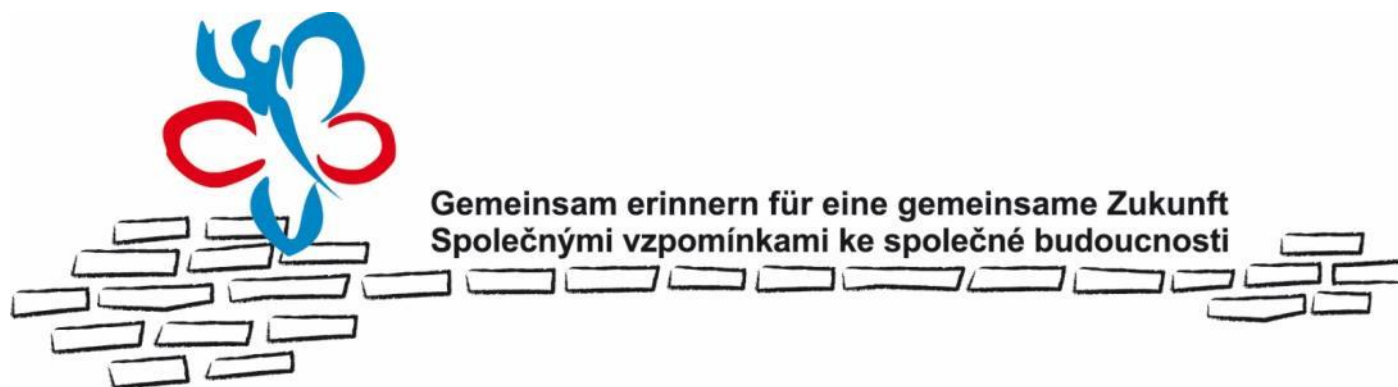 Gemeinsam erinnern für eine gemeinsame Zukunft
Společnými vzpomínkami ke společné budoucnosti